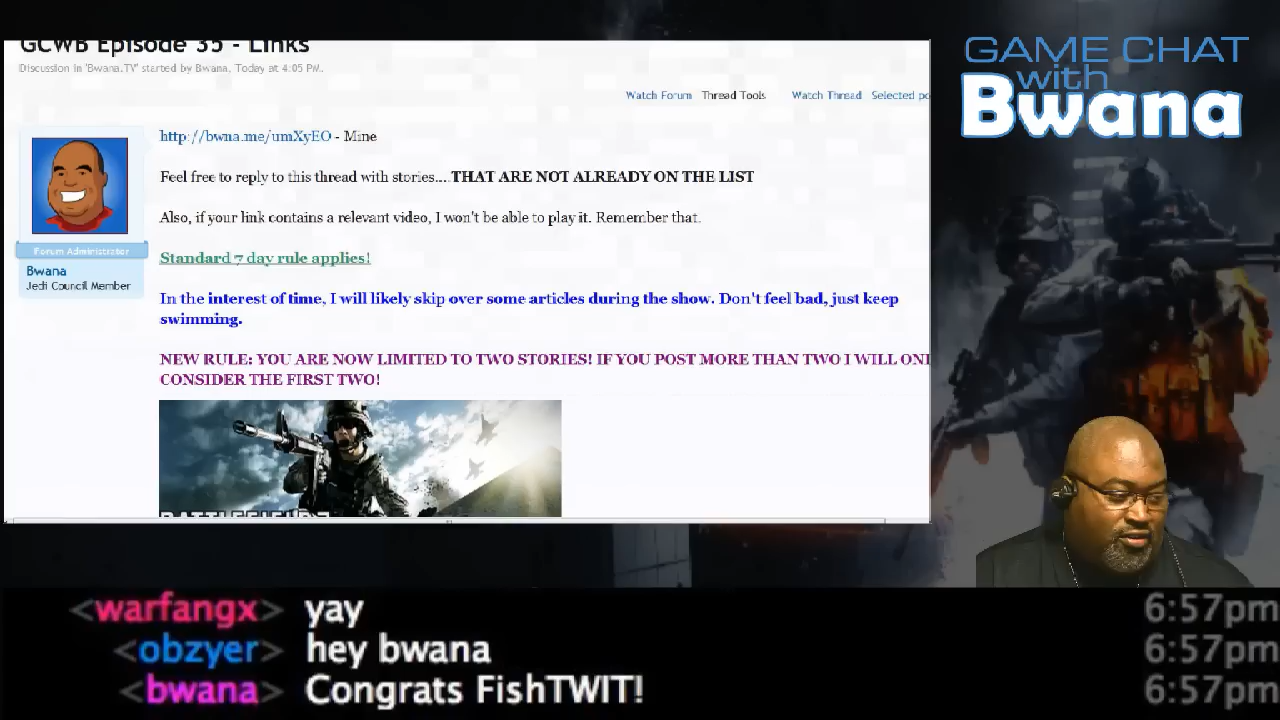 GCWB Episode 35 - Links
Discussion in 'Bwana.TV' started by Bwana, Today at 4:05 PM.
Watch Forum Thread Tools Watch Thread Selected po
http://bwna.me/umXyEO - Mine
Feel free to reply to this thread with stories....THAT ARE NOT ALREADY ON THE LIST
Also, if your link contains a relevant video, I won't be able to play it. Remember that.
Standard 7 day rule applies!
In the interest of time, I will likely skip over some articles during the show. Don't feel bad, just keep
swimming.
NEW RULE: YOU ARE NOW LIMITED TO TWO STORIES! IF YOU POST MORE THAN TWO I WILL ONL
CONSIDER THE FIRST TWO!
Forum Administrator
Bwana
Jedi Council Member
BATTLEFIELD 3
GAME CHAT
with
Bwana
<warfangx> yay 6:57pm
<obzyer> hey bwana 6:57pm
<bwana> Congrats FishTWIT! 6:57pm